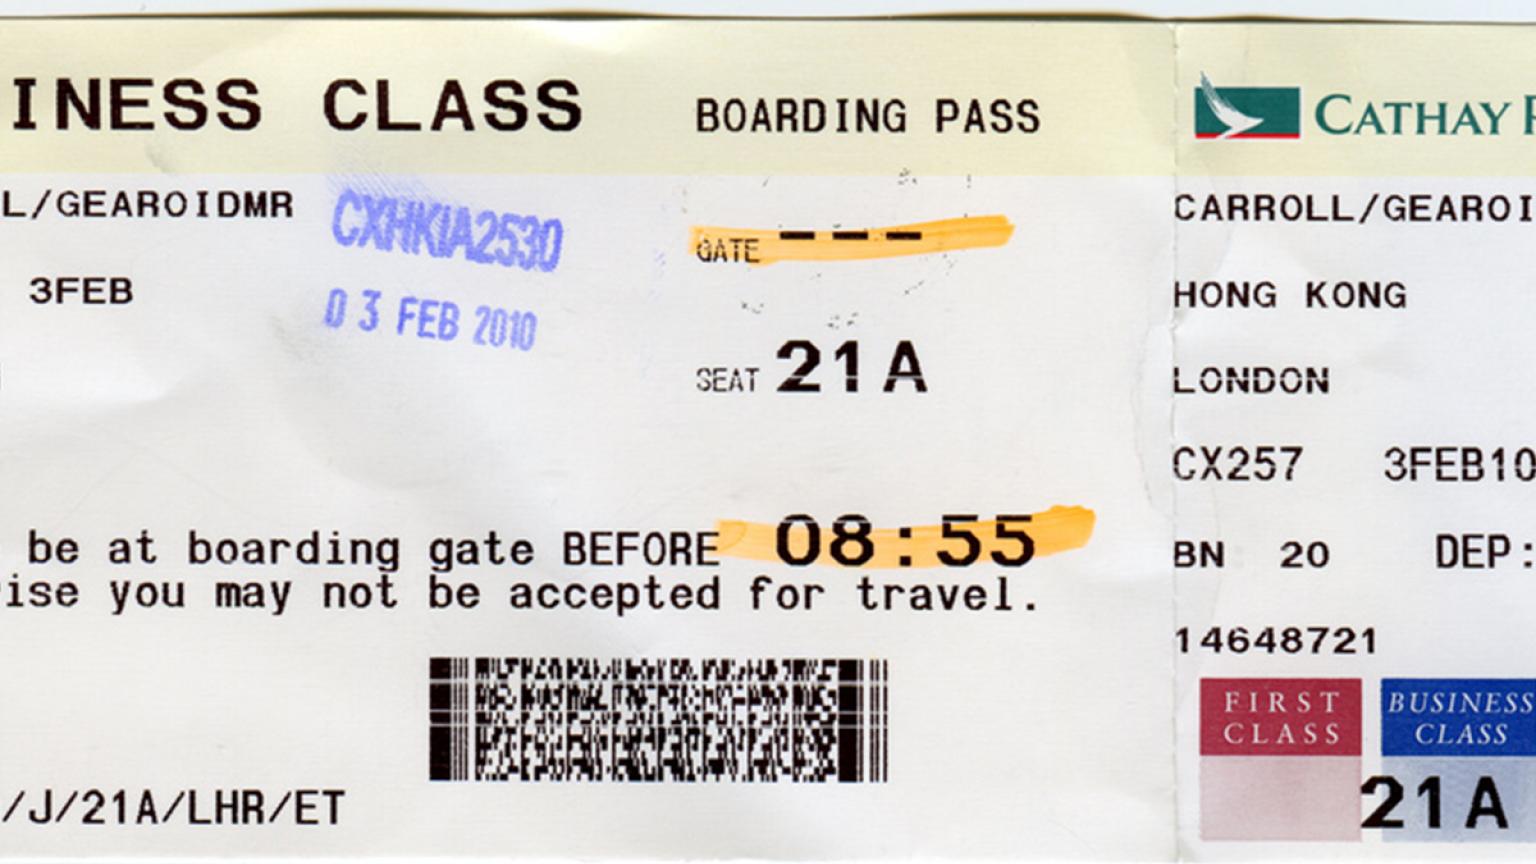 INESS CLASS
BOARDING PASS
L/GEAROIDMR
CXHKIA2530
3FEB
03 FEB 2010
GATE ---
SEAT 21A
be at boarding gate BEFORE 08:55
ise you may not be accepted for travel.
/J/21A/LHR/ET
CATHAY P
CARROLL/GEAROI
HONG KONG
LONDON
CX257 3FEB10
BN 20 DEP:
14648721
FIRST CLASS
BUSINESS CLASS
21A